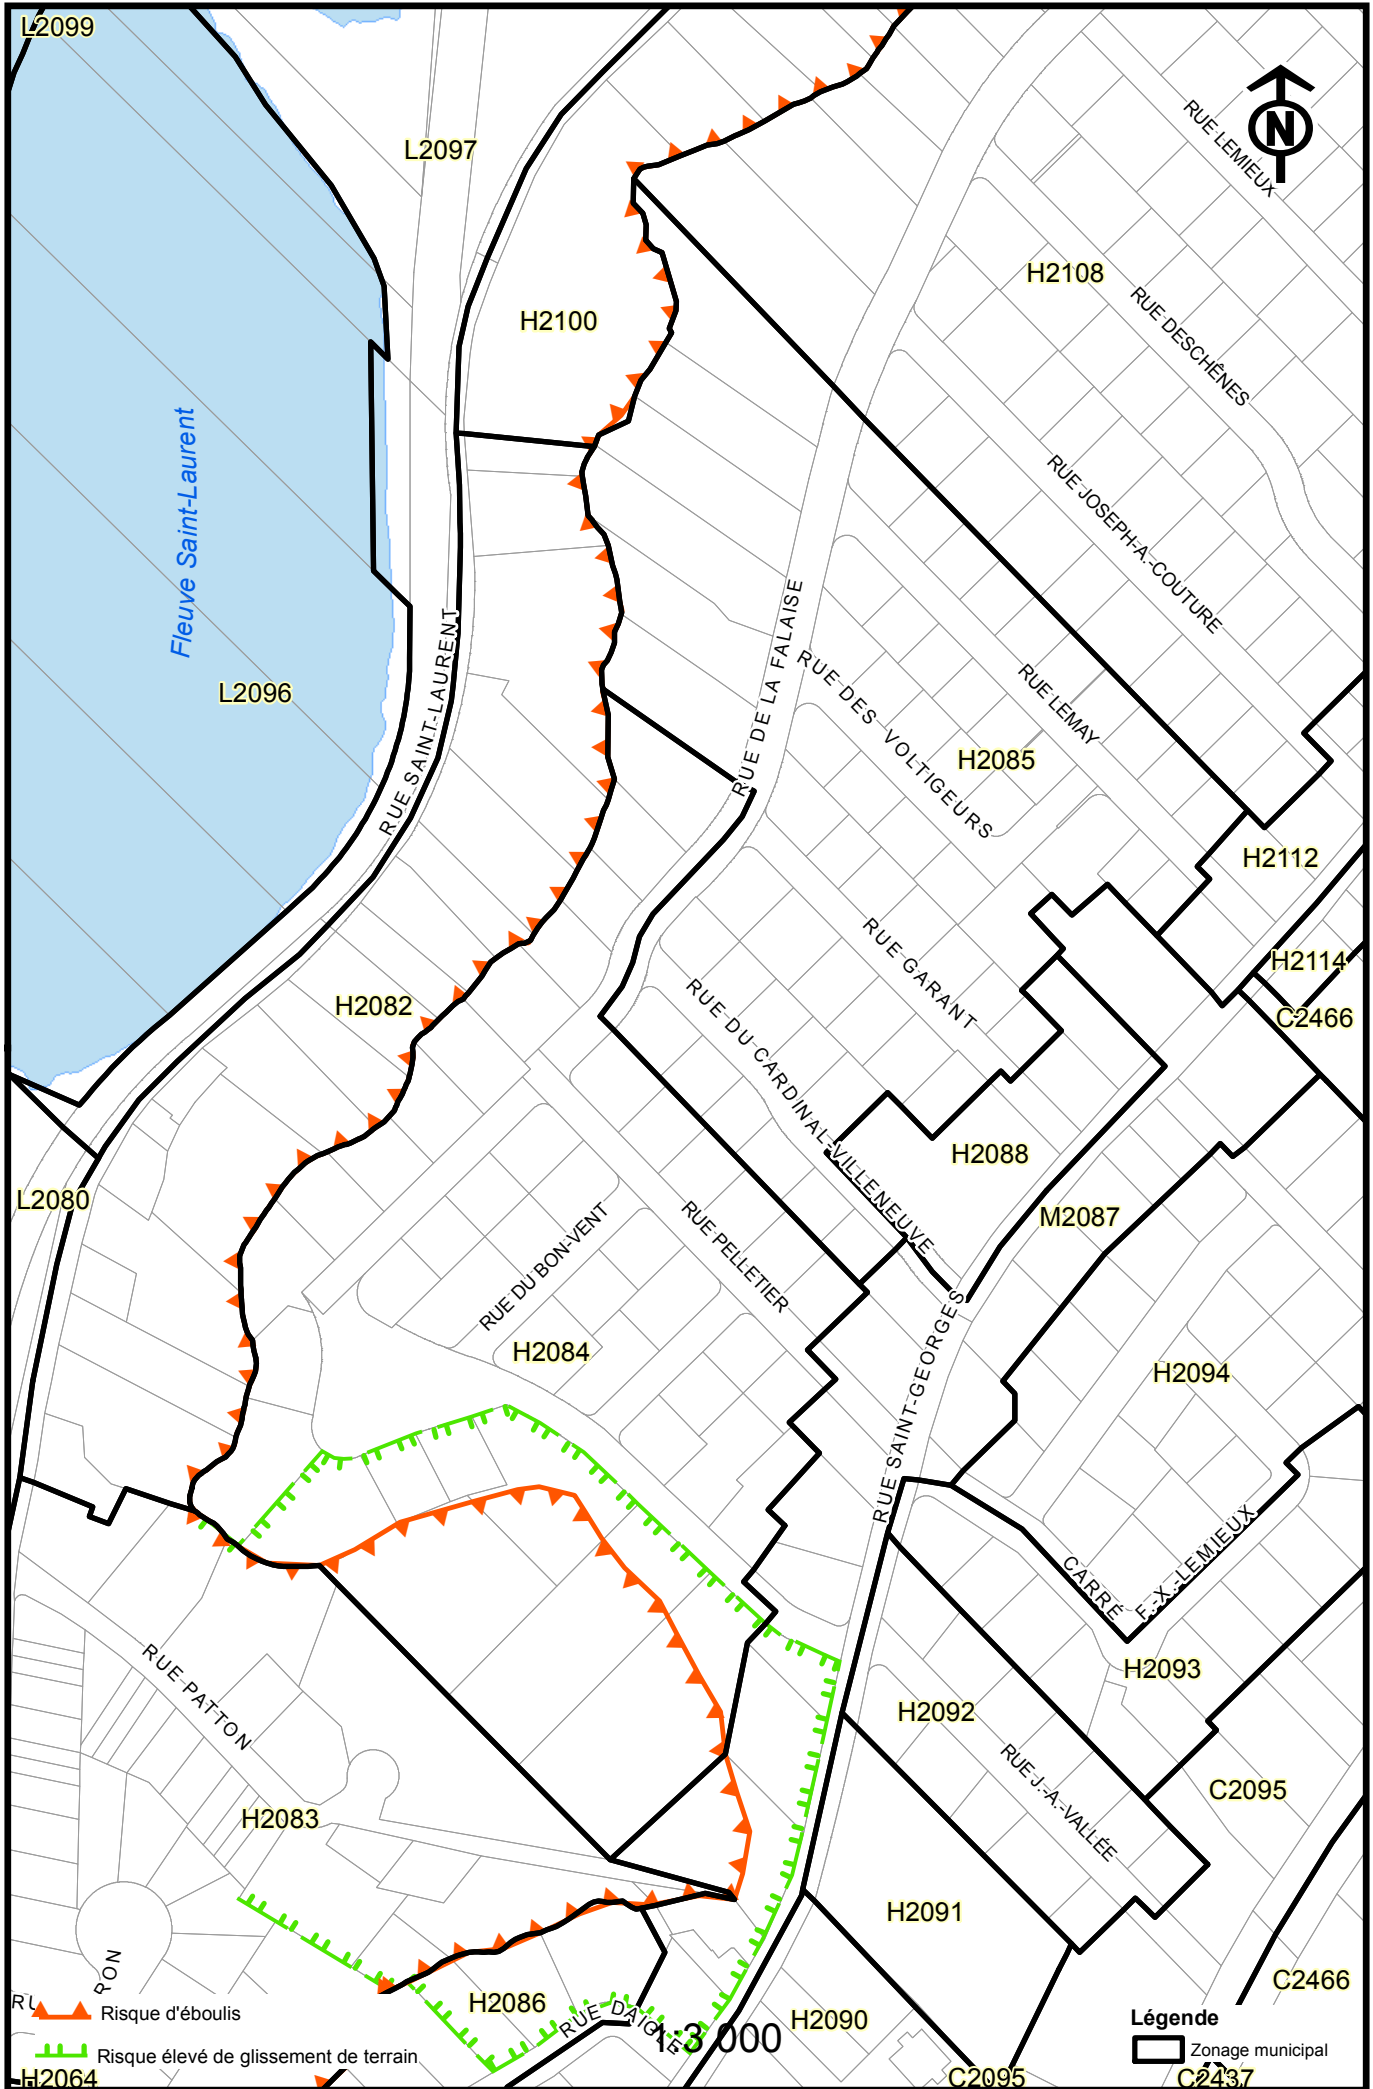 L2099
L2097
N
RUE LEMIEUX
H2108
RUE DESCHÊNES
H2100
Fleuve Saint-Laurent
RUE JOSEPH-A.-COUTURE
RUE SAINT-LAURENT
RUE DE LA FALAISE
L2096
RUE DES VOLTIGEURS
RUE LEMAY
H2085
H2112
RUE GARANT
H2114
H2082
RUE DU CARDINAL-VILLENEUVE
C2466
H2088
L2080
M2087
RUE DU BON-VENT
RUE PELLETIER
H2084
RUE SAINT-GEORGES
H2094
CARRÉ F.-X.-LEMIEUX
RUE PATTON
H2093
H2092
RUE J.-A.-VALLÉE
C2095
H2083
H2091
C2466
RON
RU
H2086
RUE DAIGLE
H2090
Risque d'éboulis
Risque élevé de glissement de terrain
1:3 000
Légende
Zonage municipal
H2064
C2095
C2437